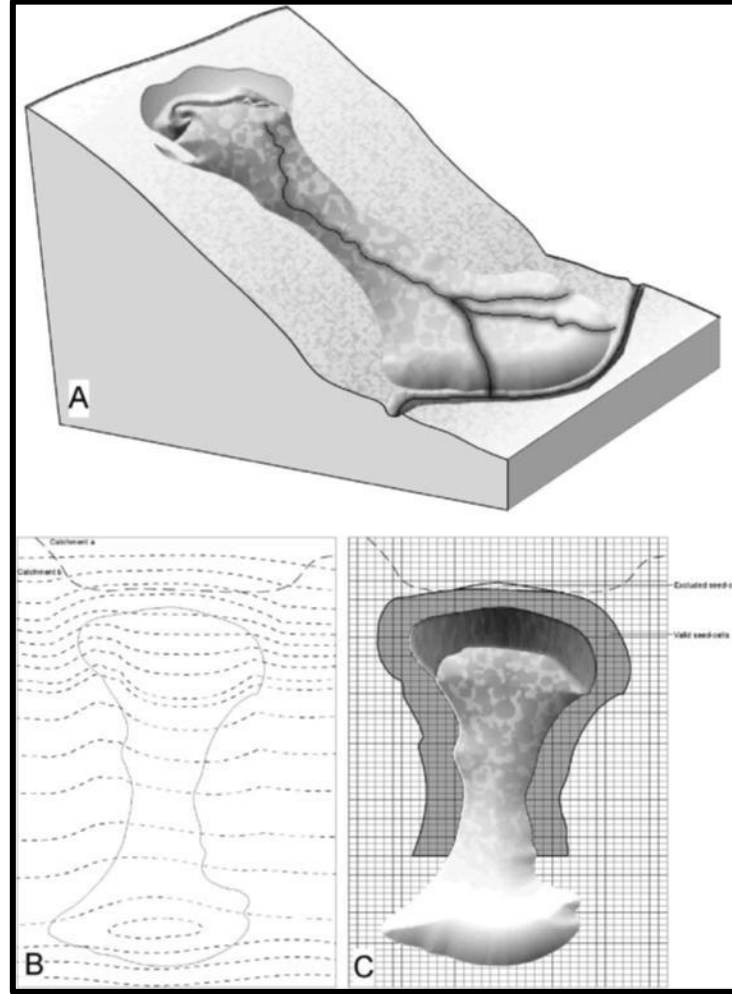 A
Catchment a
Catchment b
Excluded seed-c
Valid seed-cells
B
C